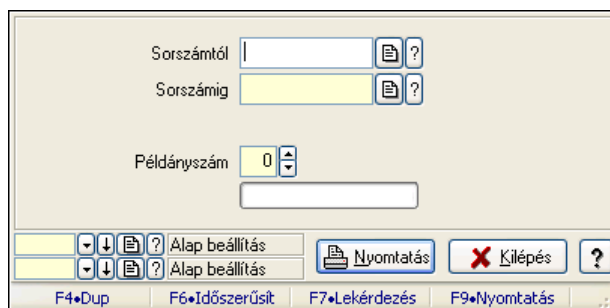 Sorszámtól ?
Sorszámig ?
Példányszám 0
? Alap beállítás
? Alap beállítás
Nyomtatás Kilépés ?
F4•Dup F6•Időszerűsít F7•Lekérdezés F9•Nyomtatás